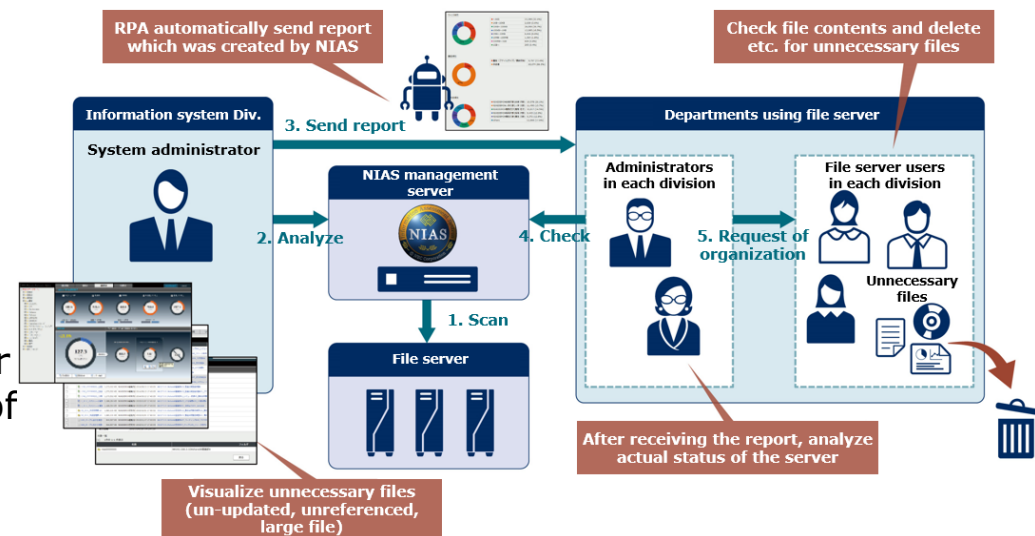 RPA automatically send report
which was created by NIAS
Check file contents and delete
etc. for unnecessary files
Information system Div.
System administrator
3. Send report
Departments using file server
NIAS management
server
NIAS
2. Analyze
4. Check
Administrators
in each division
5. Request of
organization
File server users
in each division
Unnecessary
files
1. Scan
File server
r
of
After receiving the report, analyze
actual status of the server
Visualize unnecessary files
(un-updated, unreferenced,
large file)